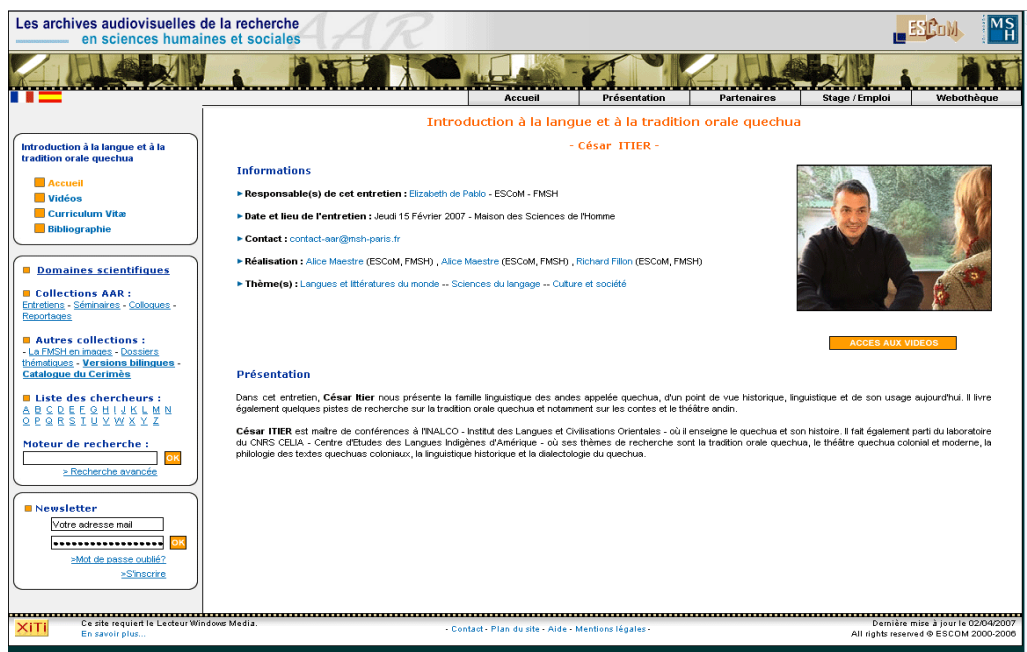 Les archives audiovisuelles de la recherche
en sciences humaines et sociales
AAR
ESCoM
MSH
Accueil
Présentation
Partenaires
Stage / Emploi
Webothèque
Introduction à la langue et à la
tradition orale quechua
Accueil
Vidéos
Curriculum Vitæ
Bibliographie
Domaines scientifiques
Collections AAR :
Entretiens - Séminaires - Colloques -
Reportages
Autres collections :
- La FMSH en images - Dossiers
thématiques - Versions bilingues -
Catalogue du Cerimès
Liste des chercheurs :
A B C D E F G H I J K L M N
O P Q R S T U V W X Y Z
Moteur de recherche :
OK
> Recherche avancée
Newsletter
Votre adresse mail
OK
>Mot de passe oublié?
>S'inscrire
Introduction à la langue et à la tradition orale quechua
- César ITIER -
Informations
Responsable(s) de cet entretien : Elizabeth de Pablo - ESCoM - FMSH
Date et lieu de l'entretien : Jeudi 15 Février 2007 - Maison des Sciences de l'Homme
Contact : contact-aar@msh-paris.fr
Réalisation : Alice Maestre (ESCoM, FMSH) , Alice Maestre (ESCoM, FMSH) , Richard Fillon (ESCoM, FMSH)
Thème(s) : Langues et littératures du monde -- Sciences du langage -- Culture et société
ACCES AUX VIDEOS
Présentation
Dans cet entretien, César Itier nous présente la famille linguistique des andes appelée quechua, d'un point de vue historique, linguistique et de son usage aujourd'hui. Il livre
également quelques pistes de recherche sur la tradition orale quechua et notamment sur les contes et le théâtre andin.
César ITIER est maître de conférences à l'INALCO - Institut des Langues et Civilisations Orientales - où il enseigne le quechua et son histoire. Il fait également parti du laboratoire
du CNRS CELIA - Centre d'Etudes des Langues Indigènes d'Amérique - où ses thèmes de recherche sont la tradition orale quechua, le théâtre quechua colonial et moderne, la
philologie des textes quechuas coloniaux, la linguistique historique et la dialectologie du quechua.
XiTi
Ce site requiert le Lecteur Windows Media.
En savoir plus...
- Contact - Plan du site - Aide - Mentions légales -
Dernière mise à jour le 02/04/2007
All rights reserved © ESCOM 2000-2006